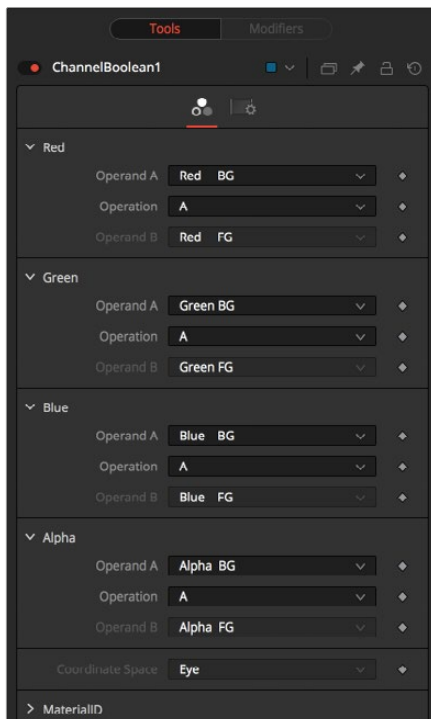 Tools Modifiers
ChannelBoolean1
Red
Operand A Red BG
Operation A
Operand B Red FG
Green
Operand A Green BG
Operation A
Operand B Green FG
Blue
Operand A Blue BG
Operation A
Operand B Blue FG
Alpha
Operand A Alpha BG
Operation A
Operand B Alpha FG
Coordinate Space Eye
MaterialID